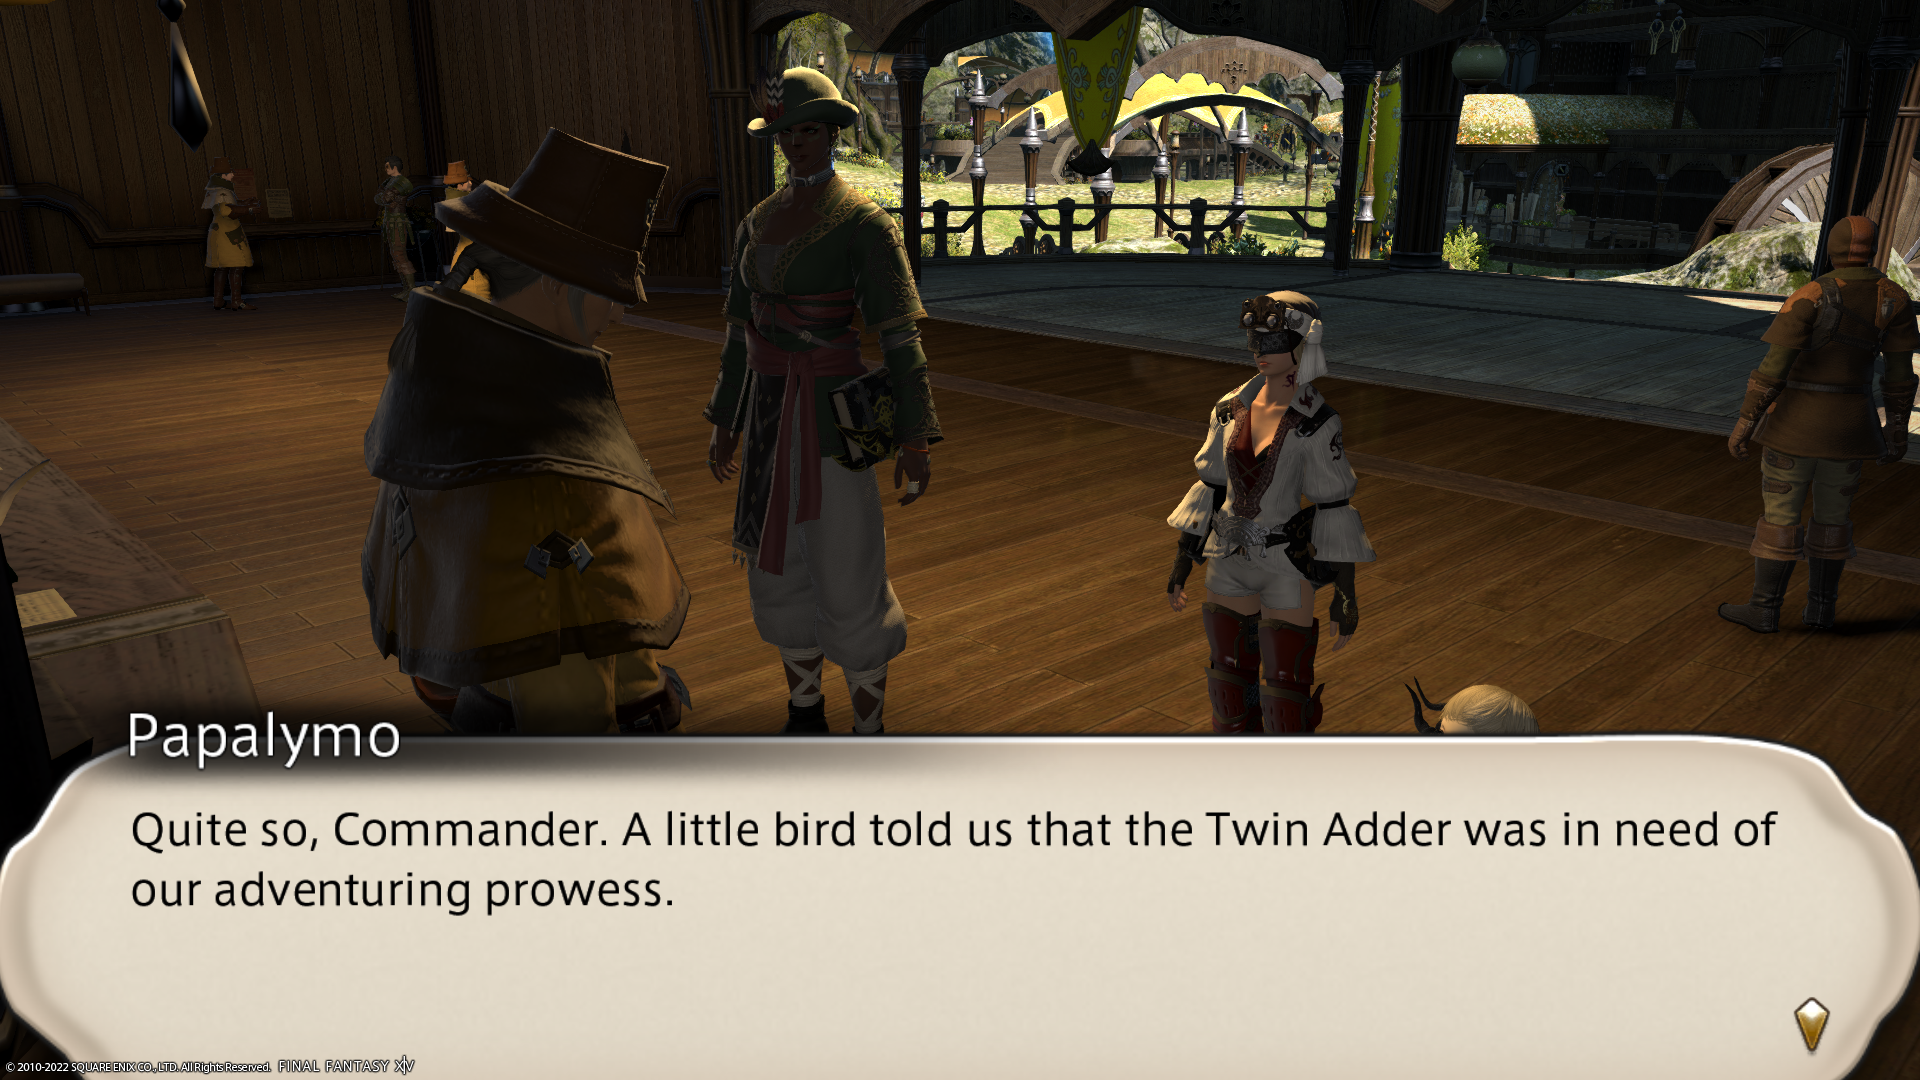 Papalymo
Quite so, Commander. A little bird told us that the Twin Adder was in need of
our adventuring prowess.
© 2010-2022 SQUARE ENIX CO., LTD. All Rights Reserved. FINAL FANTASY XIV